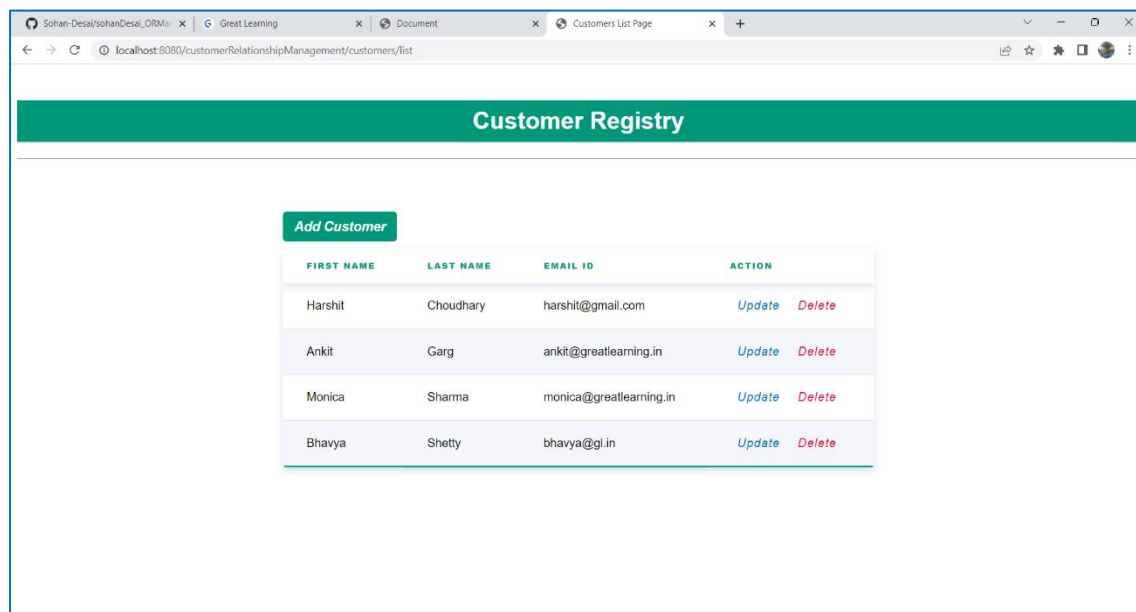 Sohan-Desai/sohanDesai_ORMa
Great Learning
Document
Customers List Page
localhost:8080/customerRelationshipManagement/customers/list
Customer Registry
Add Customer
FIRST NAME LAST NAME EMAIL ID ACTION
Harshit Choudhary harshit@gmail.com Update Delete
Ankit Garg ankit@greatlearning.in Update Delete
Monica Sharma monica@greatlearning.in Update Delete
Bhavya Shetty bhavya@gl.in Update Delete